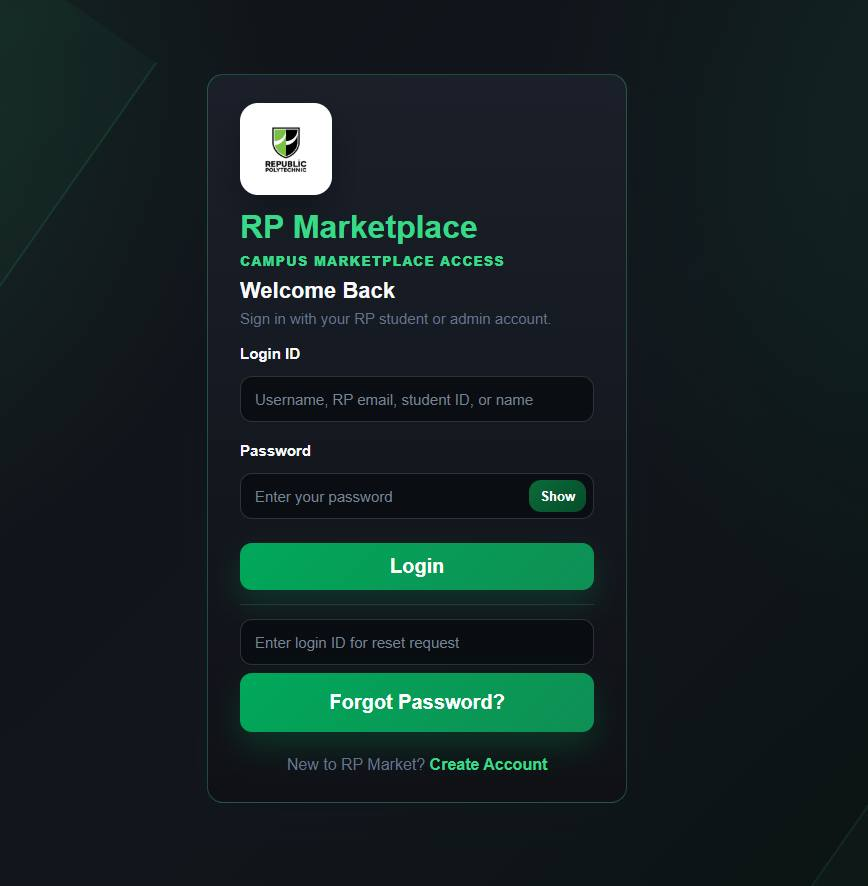 REPUBLIC
POLYTECHNIC
RP Marketplace
CAMPUS MARKETPLACE ACCESS
Welcome Back
Sign in with your RP student or admin account.
Login ID
Username, RP email, student ID, or name
Password
Enter your password
Show
Login
Enter login ID for reset request
Forgot Password?
New to RP Market? Create Account